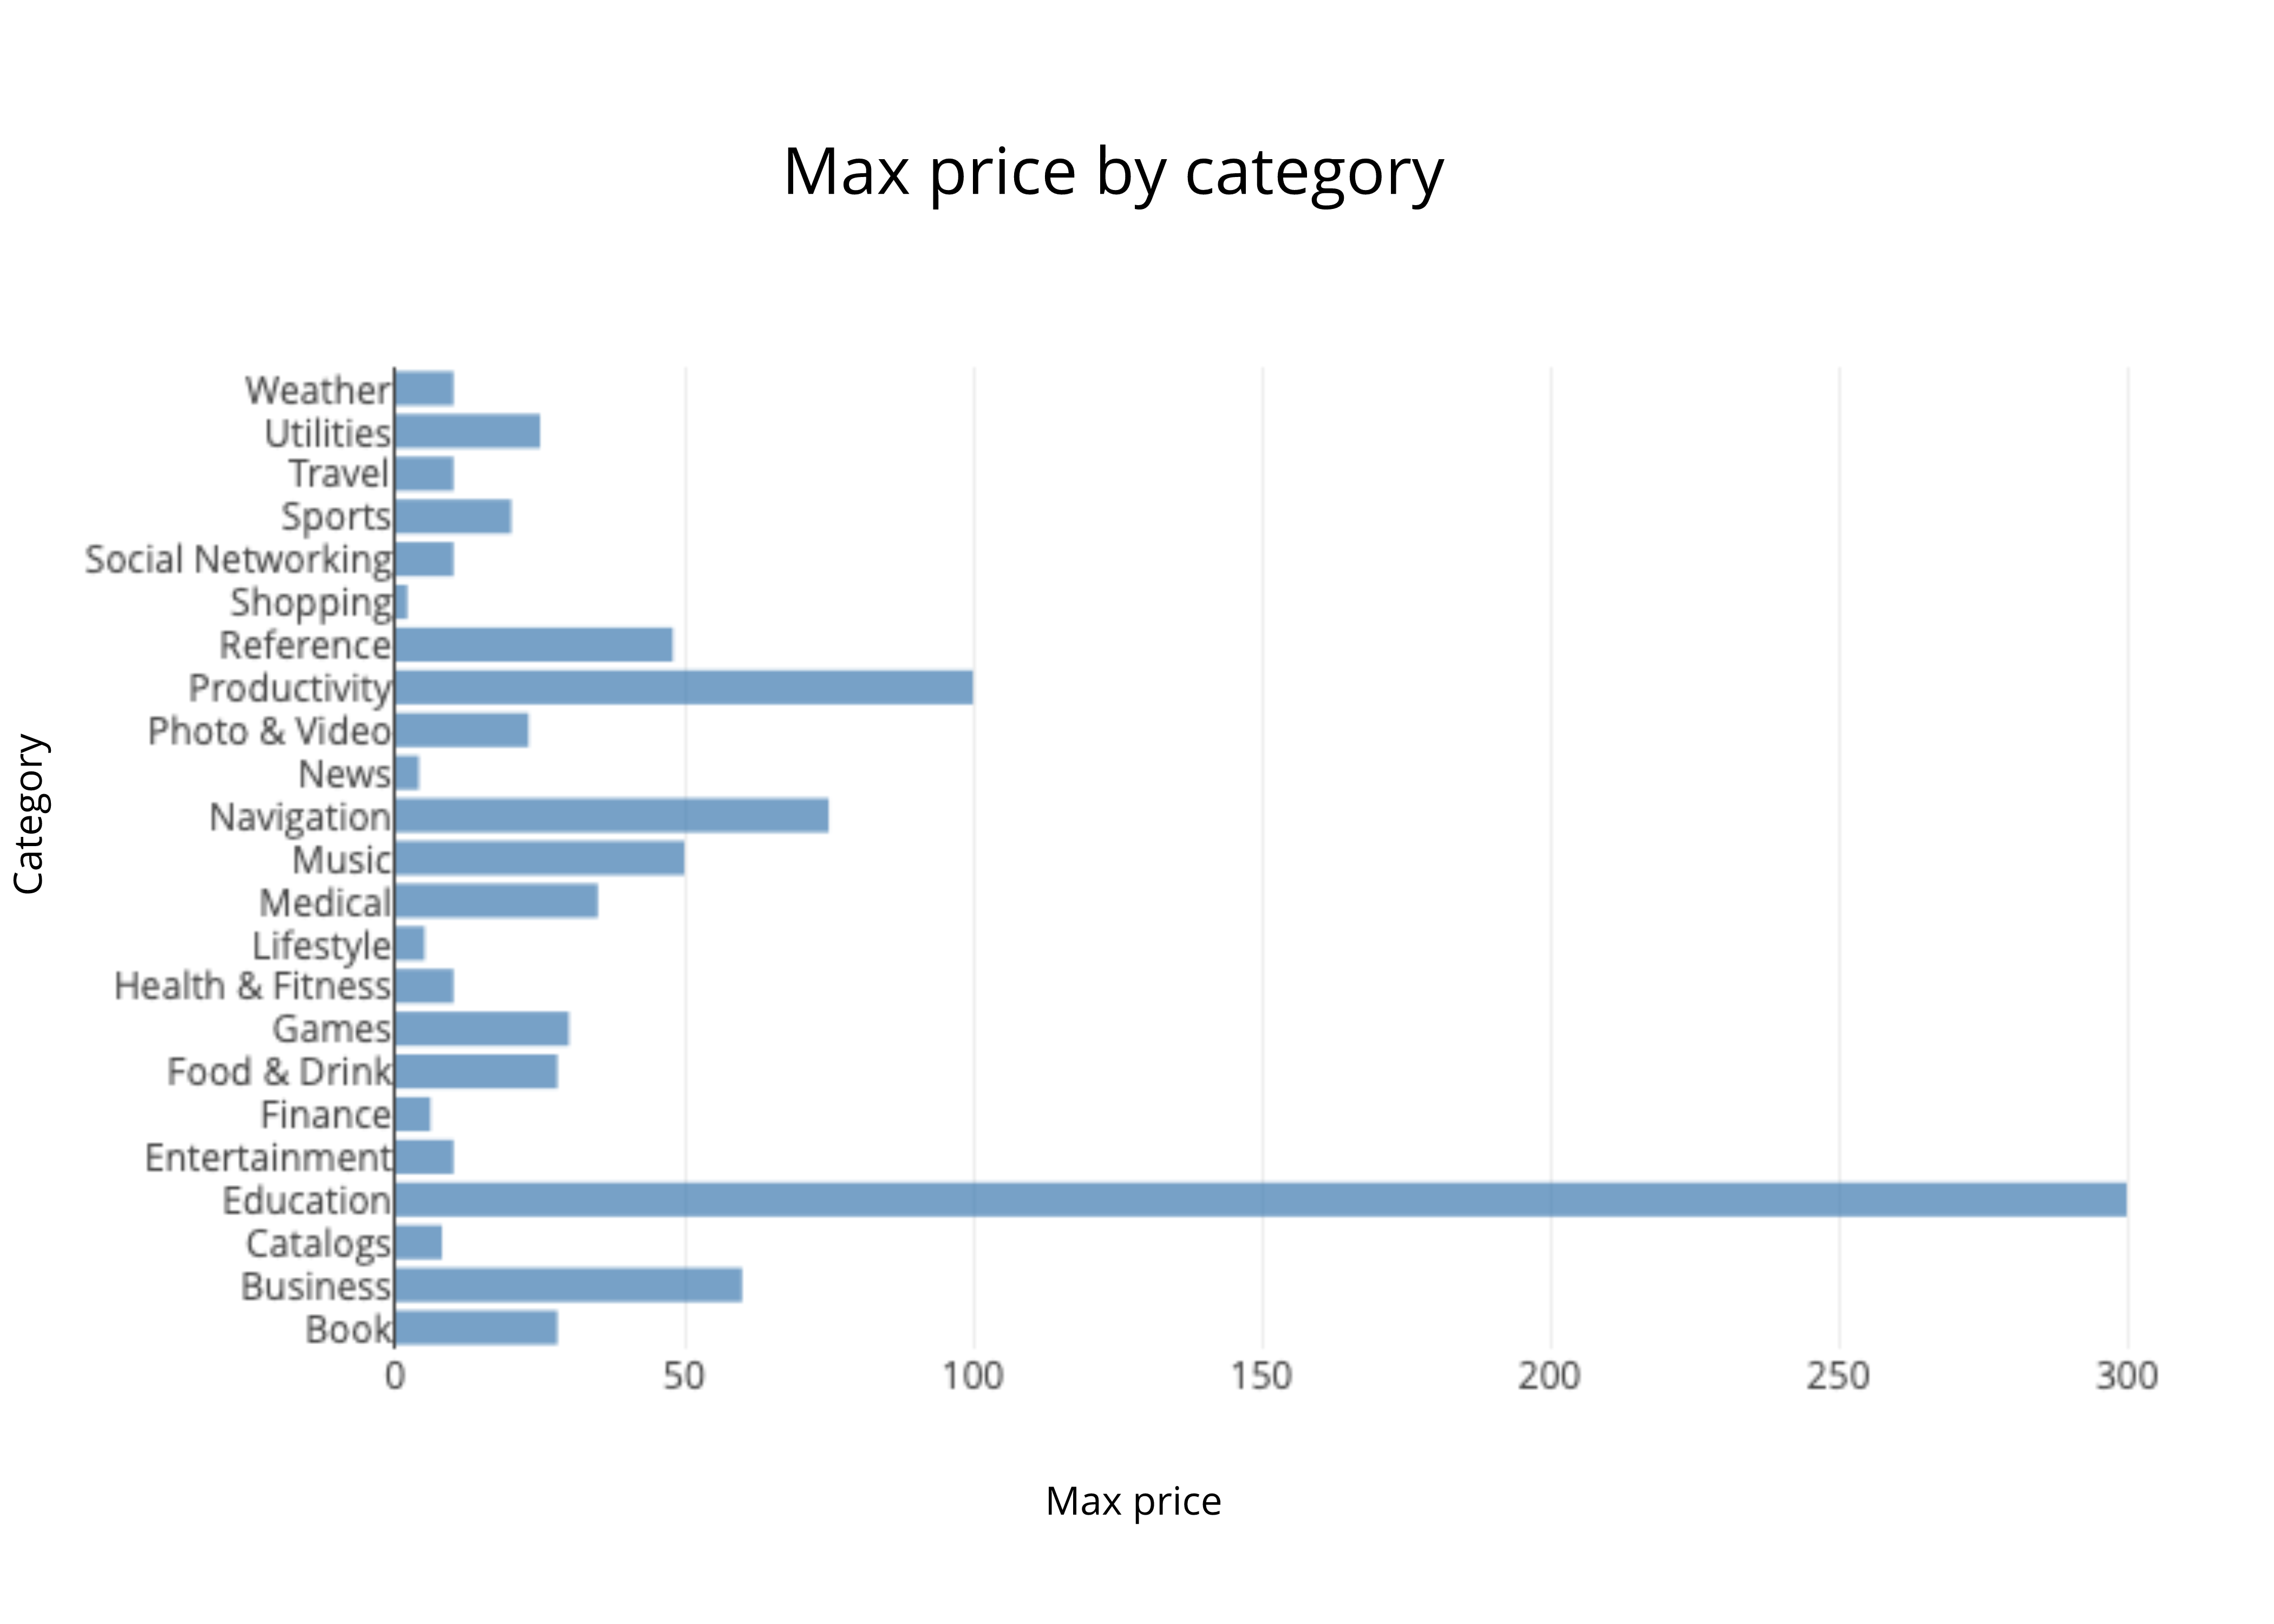 Max price by category
Weather
Utilities
Travel
Sports
Social Networking
Shopping
Reference
Productivity
Photo & Video
News
Navigation
Music
Medical
Lifestyle
Health & Fitness
Games
Food & Drink
Finance
Entertainment
Education
Catalogs
Business
Book
Category
0 50 100 150 200 250 300
Max price